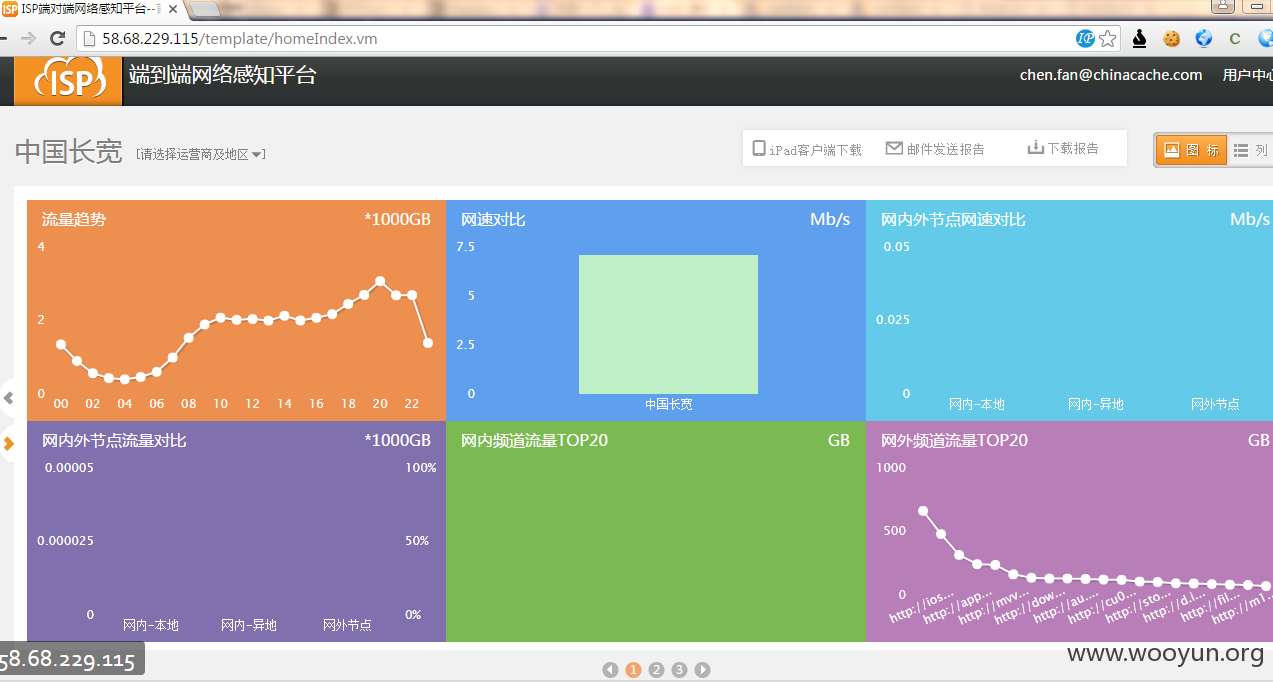 ISP端对端网络感知平台--
58.68.229.115/template/homeIndex.vm
ISP
端到端网络感知平台
chen.fan@chinacache.com
用户中心
中国长宽
[请选择运营商及地区]
iPad客户端下载
邮件发送报告
下载报告
图 标
列
流量趋势
*1000GB
4
2
0
00 02 04 06 08 10 12 14 16 18 20 22
网速对比
Mb/s
7.5
5
2.5
0
中国长宽
网内外节点网速对比
Mb/s
0.05
0.025
0
网内-本地
网内-异地
网外节点
网内外节点流量对比
*1000GB
0.00005
100%
0.000025
50%
0
0%
网内-本地
网内-异地
网外节点
网内频道流量TOP20
GB
网外频道流量TOP20
GB
1000
500
0
http://ios...
http://app...
http://mvv...
http://dow...
http://au....
http://cu0...
http://sto...
http://d.i...
http://fil...
http://m1...
58.68.229.115
1 2 3
www.wooyun.org